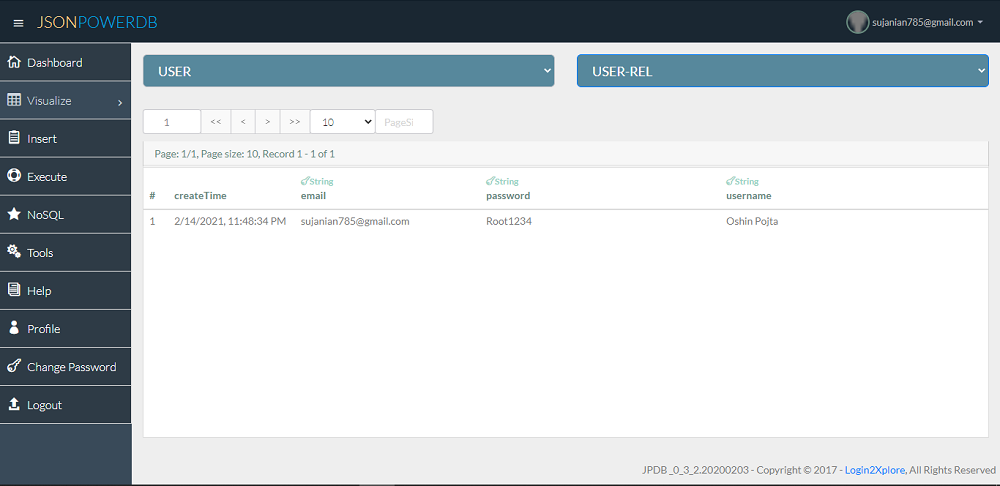 JSONPOWERDB
sujanian785@gmail.com
Dashboard
Visualize
Insert
Execute
NoSQL
Tools
Help
Profile
Change Password
Logout
USER
USER-REL
1 << < > >> 10 PageSi
Page: 1/1, Page size: 10, Record 1 - 1 of 1
String String String
# createTime email password username
1 2/14/2021, 11:48:34 PM sujanian785@gmail.com Root1234 Oshin Pojta
JPDB_0_3_2.20200203 - Copyright © 2017 - Login2Xplore, All Rights Reserved